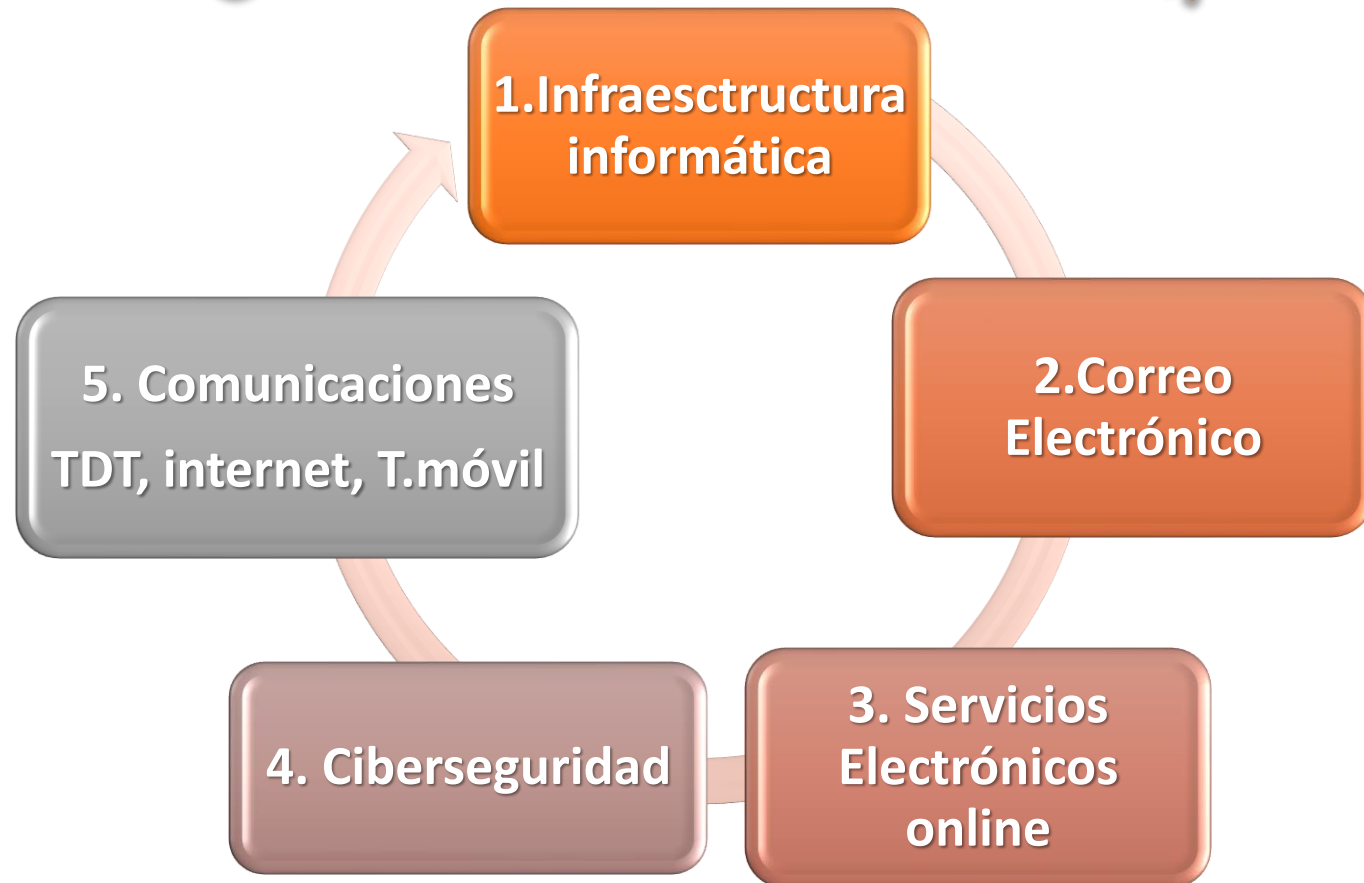 1.Infraesctructura
informática
2.Correo
Electrónico
3. Servicios
Electrónicos
online
4. Ciberseguridad
5. Comunicaciones
TDT, internet, T.móvil